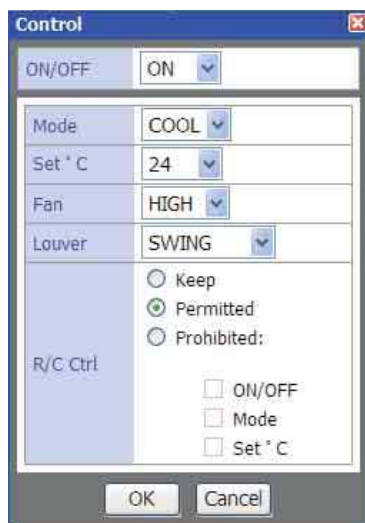 Control
ON/OFF ON
Mode COOL
Set °C 24
Fan HIGH
Louver SWING
Keep
Permitted
Prohibited:
R/C Ctrl
ON/OFF
Mode
Set °C
OK Cancel